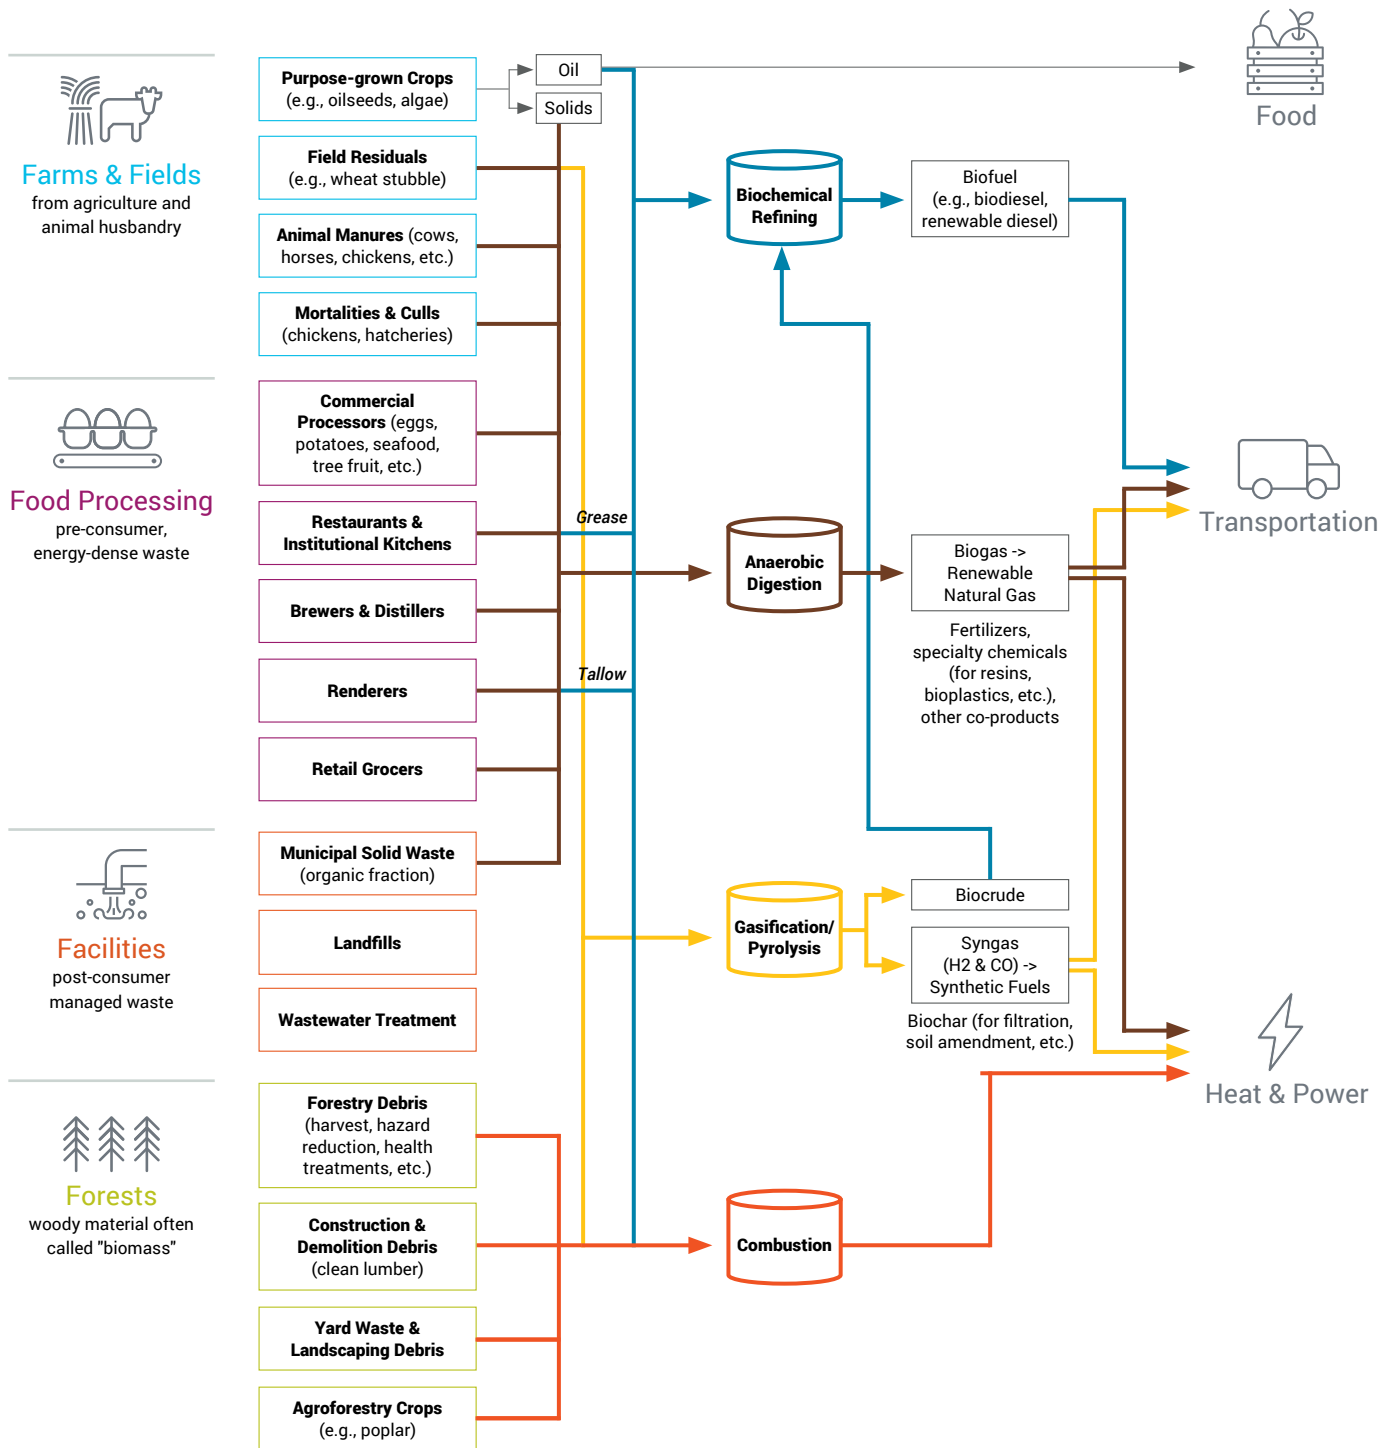 Farms & Fields
from agriculture and
animal husbandry
Purpose-grown Crops
(e.g., oilseeds, algae)
Oil
Solids
Food
Field Residuals
(e.g., wheat stubble)
Animal Manures (cows,
horses, chickens, etc.)
Mortalities & Culls
(chickens, hatcheries)
Biochemical
Refining
Biofuel
(e.g., biodiesel,
renewable diesel)
Food Processing
pre-consumer,
energy-dense waste
Commercial
Processors (eggs,
potatoes, seafood,
tree fruit, etc.)
Restaurants &
Institutional Kitchens
Grease
Brewers & Distillers
Renderers
Tallow
Retail Grocers
Anaerobic
Digestion
Biogas ->
Renewable
Natural Gas
Fertilizers,
specialty chemicals
(for resins,
bioplastics, etc.),
other co-products
Transportation
Facilities
post-consumer
managed waste
Municipal Solid Waste
(organic fraction)
Landfills
Wastewater Treatment
Gasification/
Pyrolysis
Biocrude
Syngas
(H2 & CO) ->
Synthetic Fuels
Biochar (for filtration,
soil amendment, etc.)
Heat & Power
Forests
woody material often
called "biomass"
Forestry Debris
(harvest, hazard
reduction, health
treatments, etc.)
Construction &
Demolition Debris
(clean lumber)
Yard Waste &
Landscaping Debris
Agroforestry Crops
(e.g., poplar)
Combustion